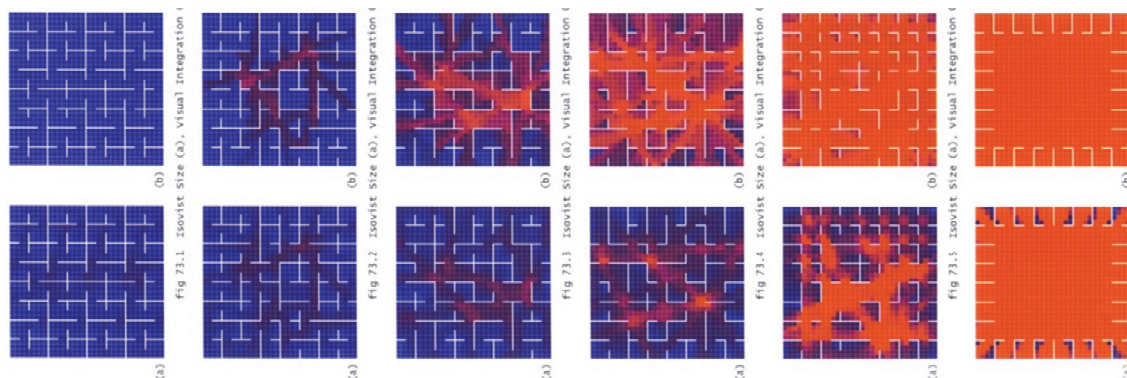 (a) (b)
fig 73.1 Isovist Size (a), Visual Integration (
(a) (b)
fig 73.2 Isovist Size (a), Visual Integration (
(a) (b)
fig 73.3 Isovist Size (a), Visual Integration (
(a) (b)
fig 73.4 Isovist Size (a), Visual Integration (
(a) (b)
fig 73.5 Isovist Size (a), Visual Integration (